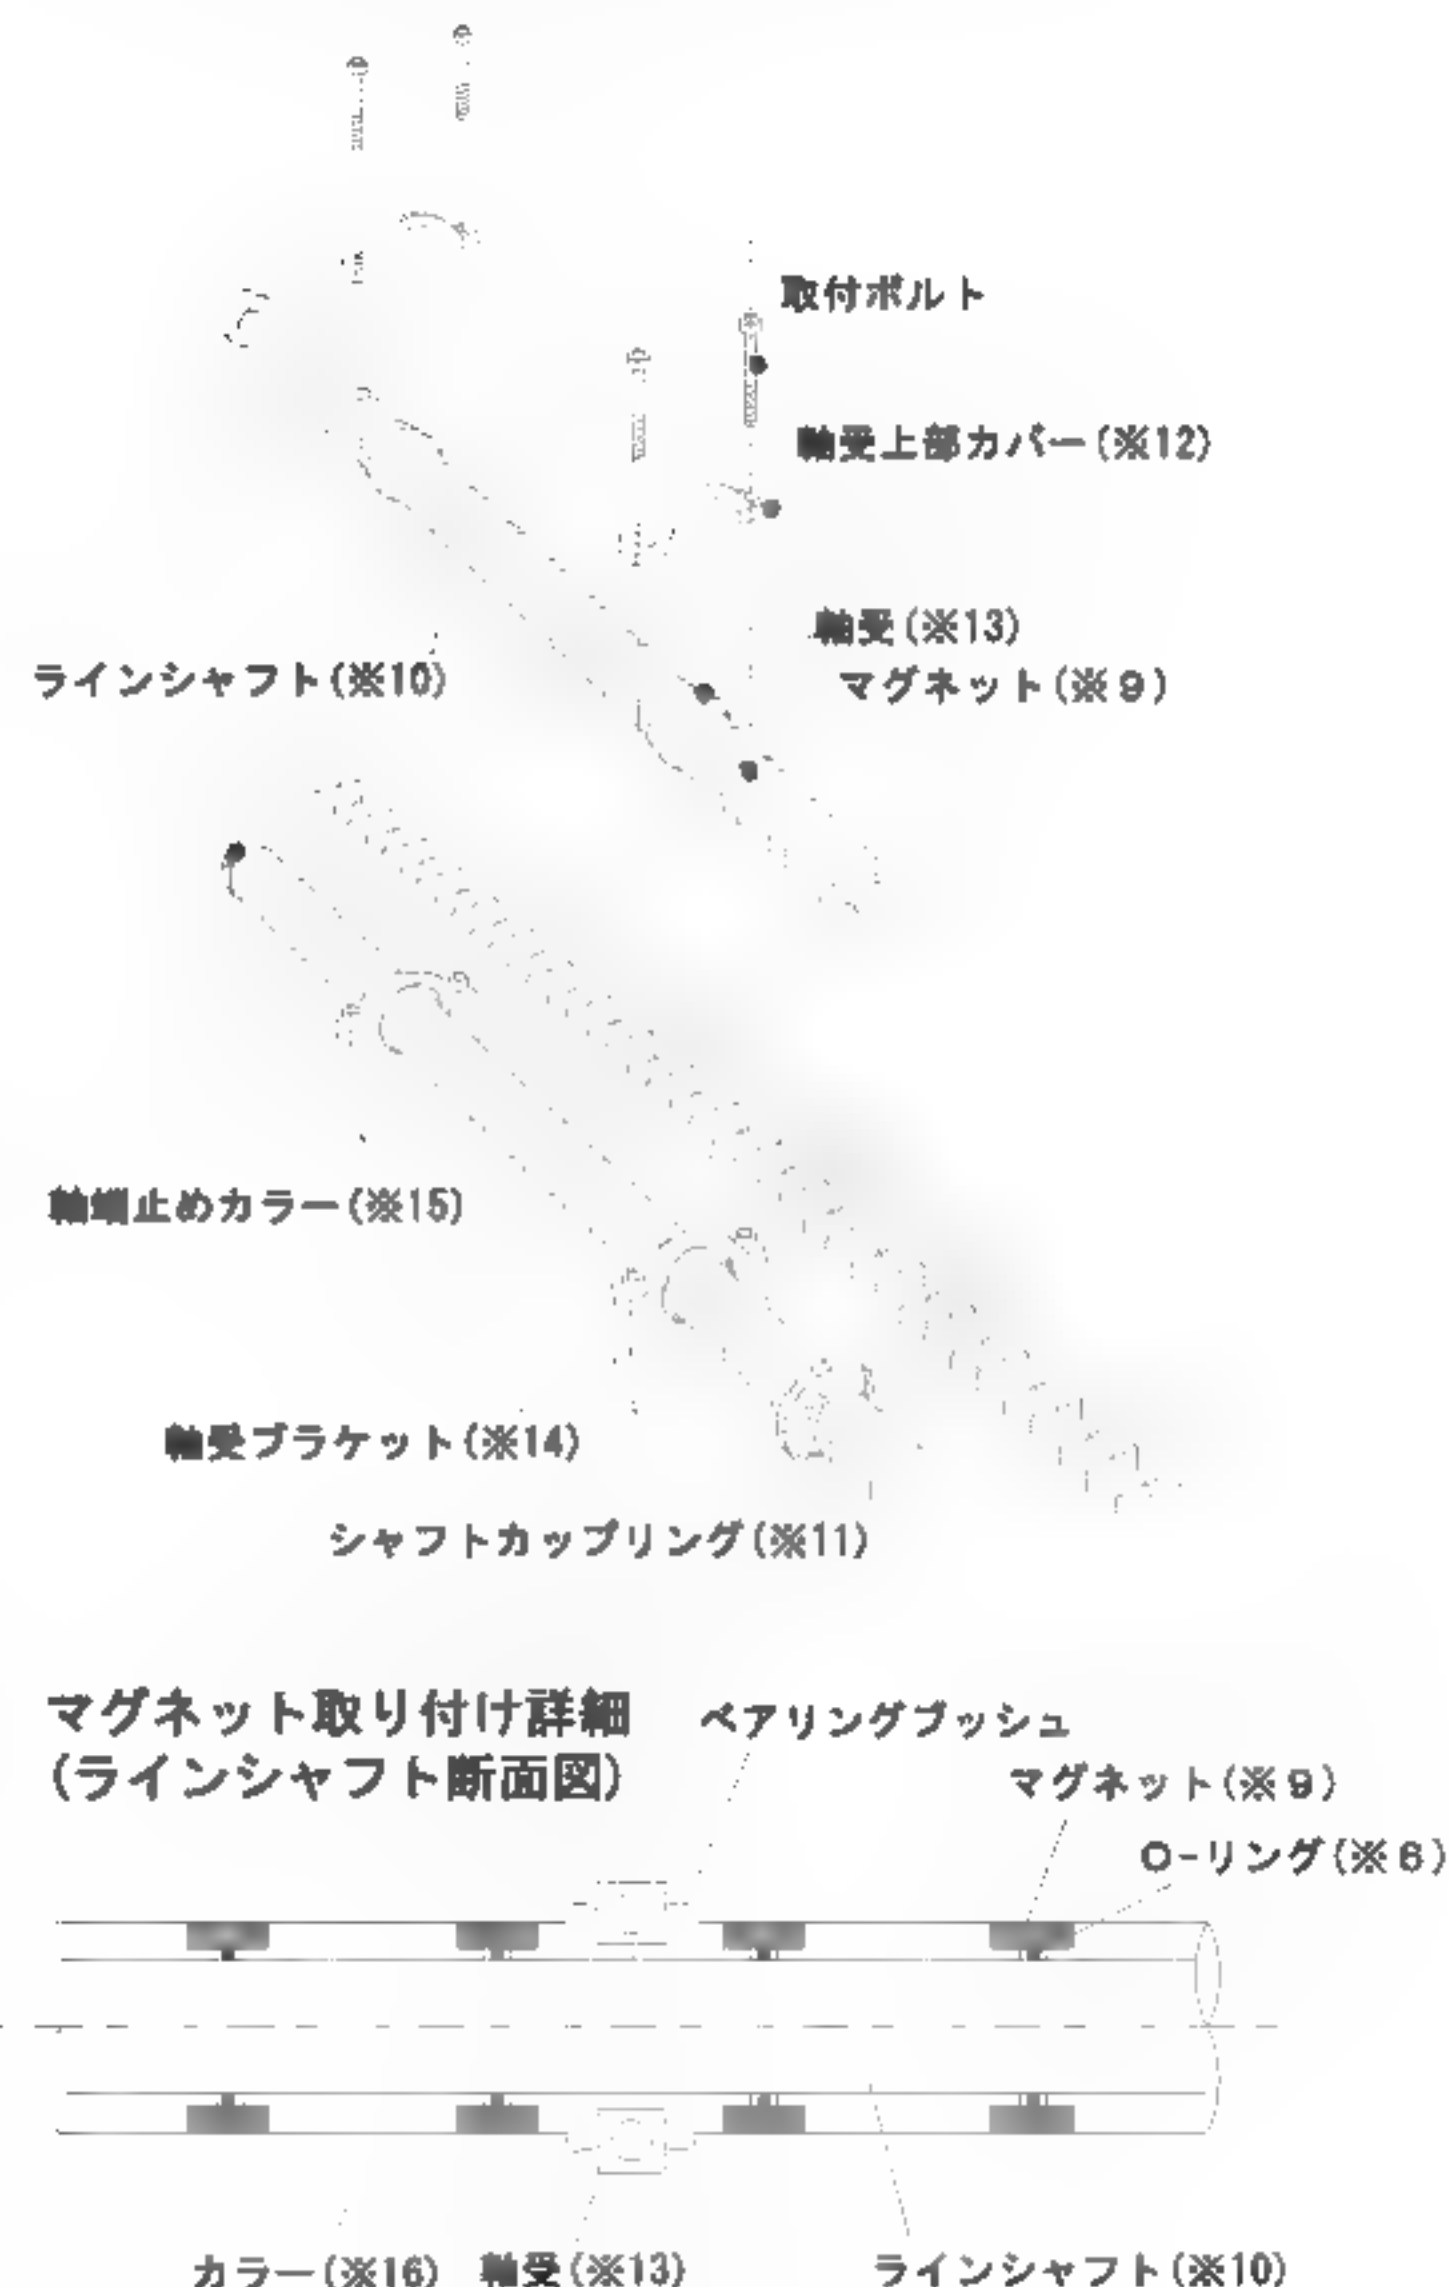 取付ボルト
軸受上部カバー(※12)
軸受(※13)
ラインシャフト(※10)
マグネット(※9)
軸端止めカラー(※15)
軸受ブラケット(※14)
シャフトカップリング(※11)
マグネット取り付け詳細
(ラインシャフト断面図)
ベアリングブッシュ
マグネット(※9)
O-リング(※6)
カラー(※16)
軸受(※13)
ラインシャフト(※10)